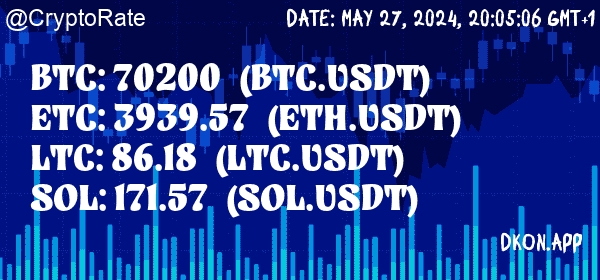 @CryptoRate
DATE: MAY 27, 2024, 20:05:06 GMT+1
BTC: 70200 (BTC.USDT)
ETC: 3939.57 (ETH.USDT)
LTC: 86.18 (LTC.USDT)
SOL: 171.57 (SOL.USDT)
DKON.APP